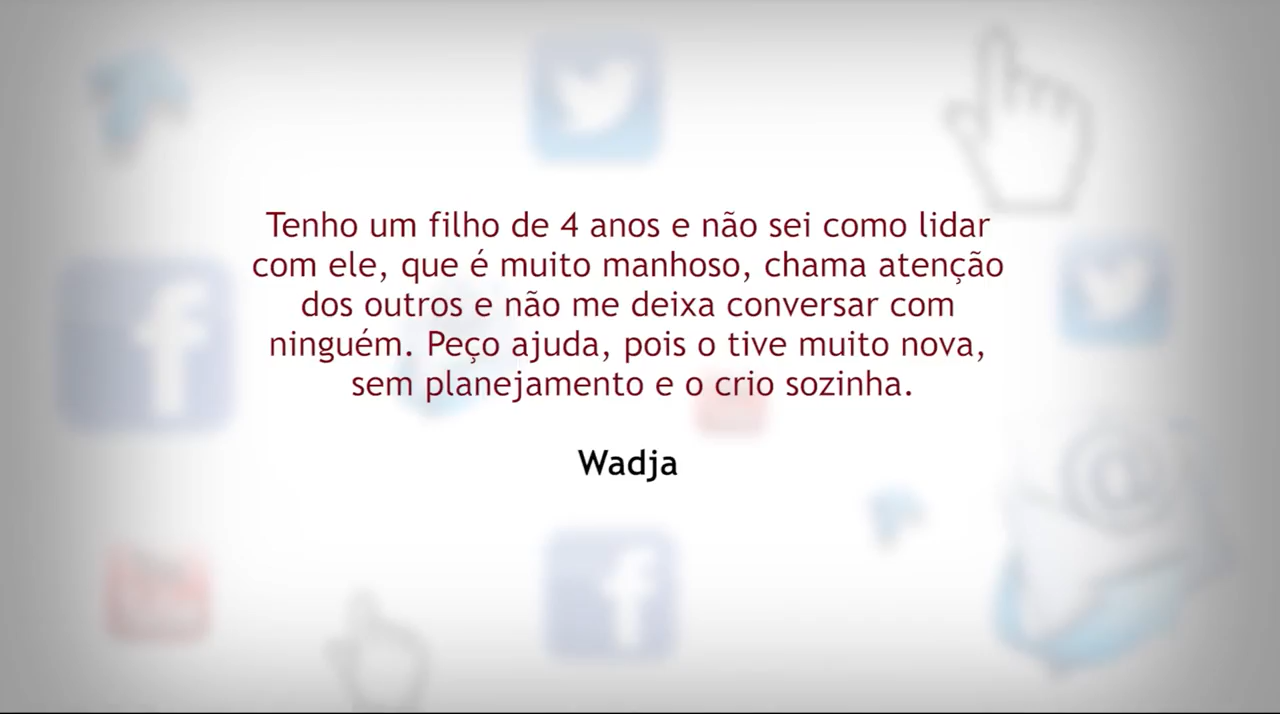 Tenho um filho de 4 anos e não sei como lidar
com ele, que é muito manhoso, chama atenção
dos outros e não me deixa conversar com
ninguém. Peço ajuda, pois o tive muito nova,
sem planejamento e o crio sozinha.
Wadja